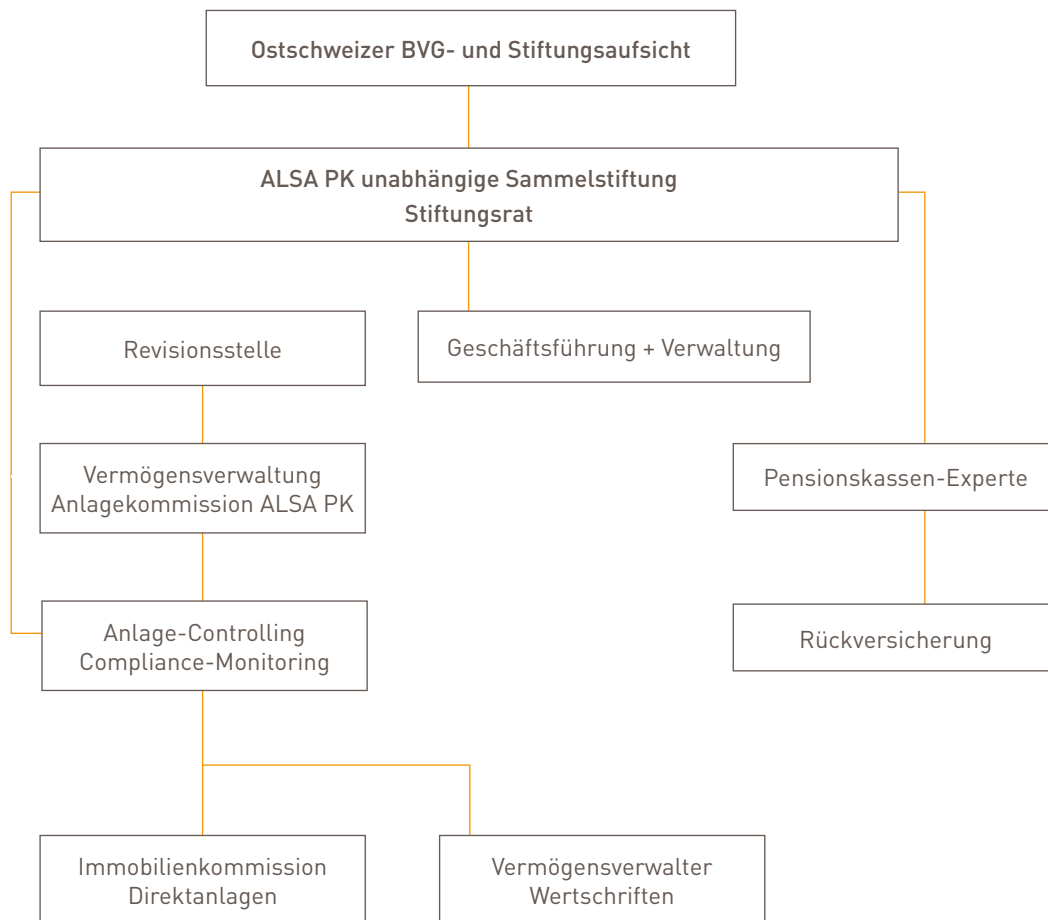 Ostschweizer BVG- und Stiftungsaufsicht
ALSA PK unabhängige Sammelstiftung
Stiftungsrat
Revisionsstelle
Geschäftsführung + Verwaltung
Vermögensverwaltung
Anlagekommission ALSA PK
Pensionskassen-Experte
Anlage-Controlling
Compliance-Monitoring
Rückversicherung
Immobilienkommission
Direktanlagen
Vermögensverwalter
Wertschriften